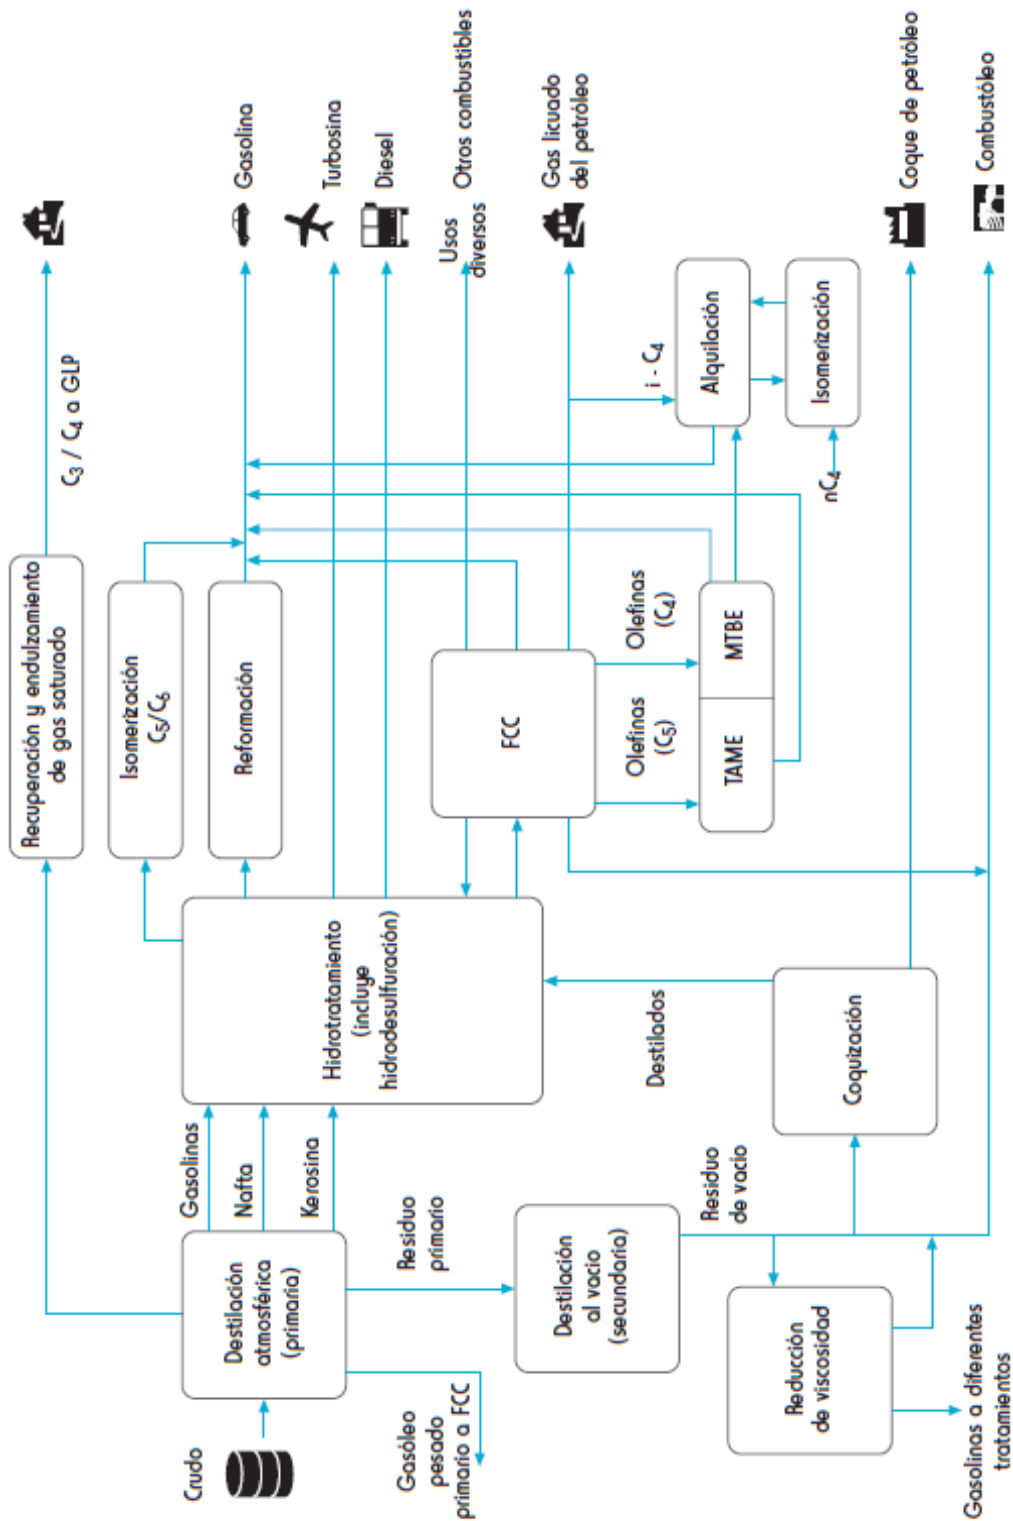 Crudo
Destilación
atmosférica
(primaria)
Gasóleo
pesado
primario a FCC
Gasolinas
Nafta
Kerosina
Residuo
primario
Destilación
al vacio
(secundaria)
Residuo
de vacio
Reducción
de viscosidad
Gasolinas a diferentes
tratamientos
Hidrotratamiento
(incluye
hidrodesulfuración)
Destilados
Coquización
Recuperación y endulzamiento
de gas saturado
Isomerización
C5/C6
Reformación
FCC
Olefinas
(C5)
Olefinas
(C4)
TAME
MTBE
C3 / C4 a GLP
i - C4
nC4
Alquilación
Isomerización
Gasolina
Turbosina
Diesel
Usos
diversos
Otros combustibles
Gas licuado
del petróleo
Coque de petróleo
Combustóleo